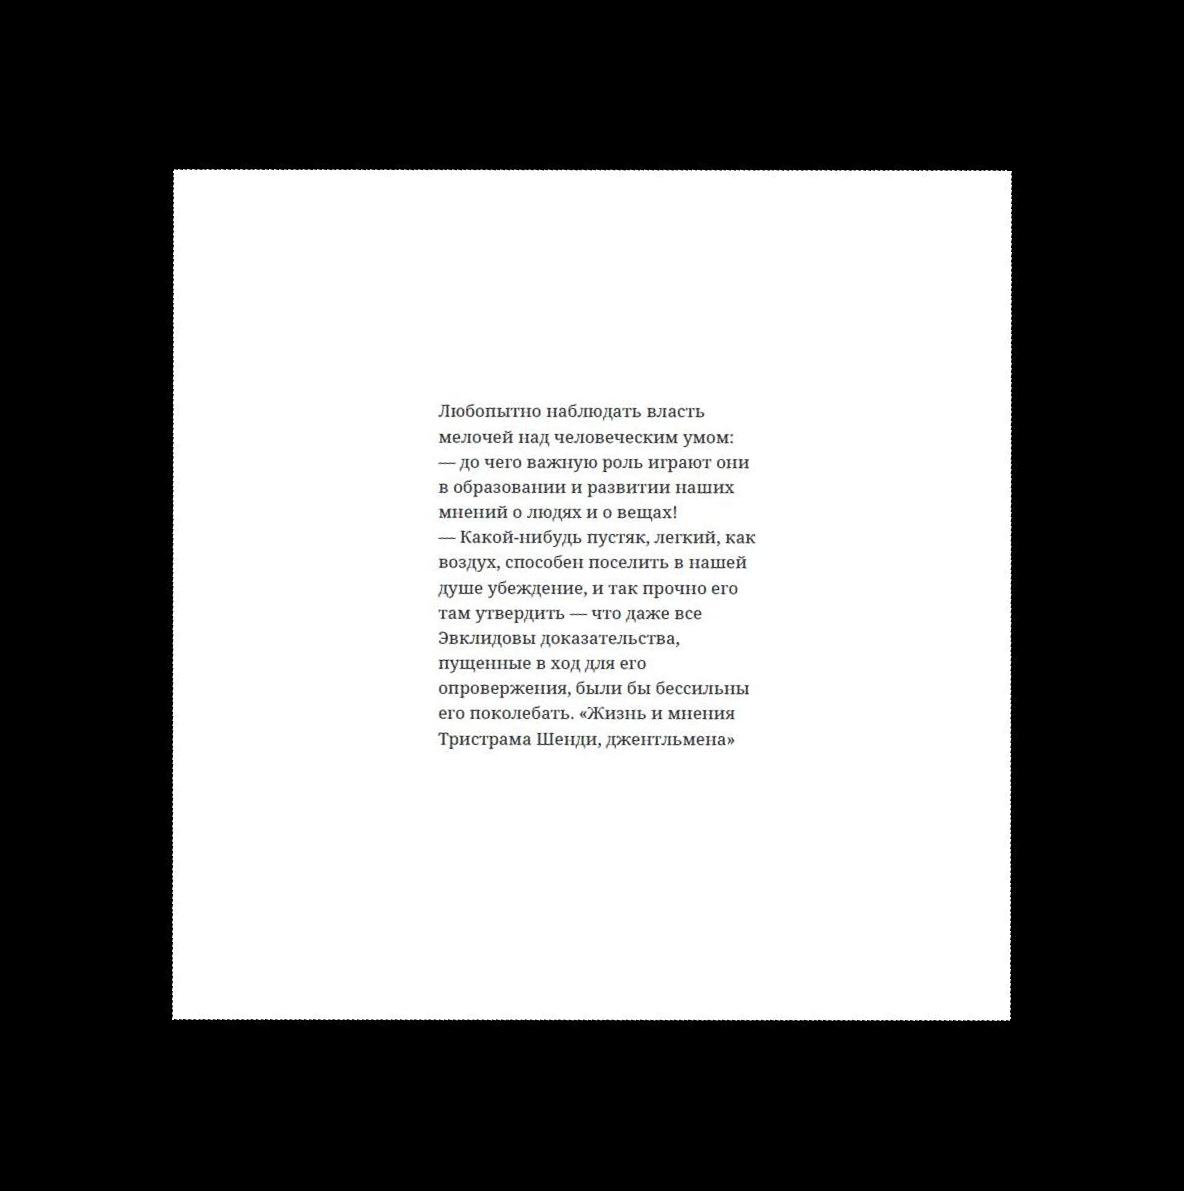 Любопытно наблюдать власть
мелочей над человеческим умом:
— до чего важную роль играют они
в образовании и развитии наших
мнений о людях и о вещах!
— Какой-нибудь пустяк, легкий, как
воздух, способен поселить в нашей
душе убеждение, и так прочно его
там утвердить — что даже все
Эвклидовы доказательства,
пущенные в ход для его
опровержения, были бы бессильны
его поколебать. «Жизнь и мнения
Тристрама Шенди, джентльмена»